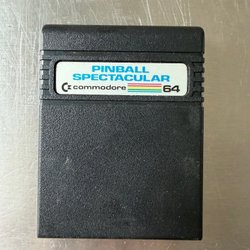 PINBALL
SPECTACULAR
commodore 64